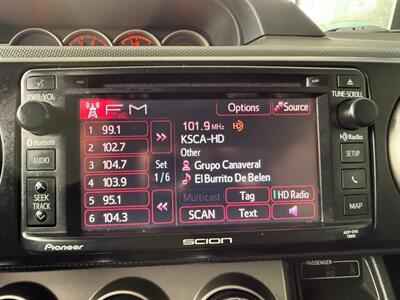 PWR·VOL
TUNE·SCROLL
FM
Options
Source
1 99.1
2 102.7
3 104.7
4 103.9
5 95.1
6 104.3
Set
1/6
101.9 MHz
KSCA-HD
Other
Grupo Canaveral
El Burrito De Belen
Multicast
Tag
HD Radio
SCAN
Text
Bluetooth
AUDIO
SEEK
TRACK
HD Radio
SETUP
MAP
Pioneer
SCION
PASSENGER